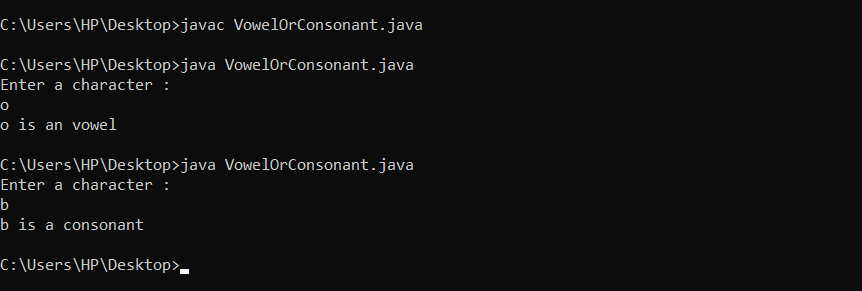 C:\Users\HP\Desktop>javac VowelOrConsonant.java
C:\Users\HP\Desktop>java VowelOrConsonant.java
Enter a character :
o
o is an vowel
C:\Users\HP\Desktop>java VowelOrConsonant.java
Enter a character :
b
b is a consonant
C:\Users\HP\Desktop>